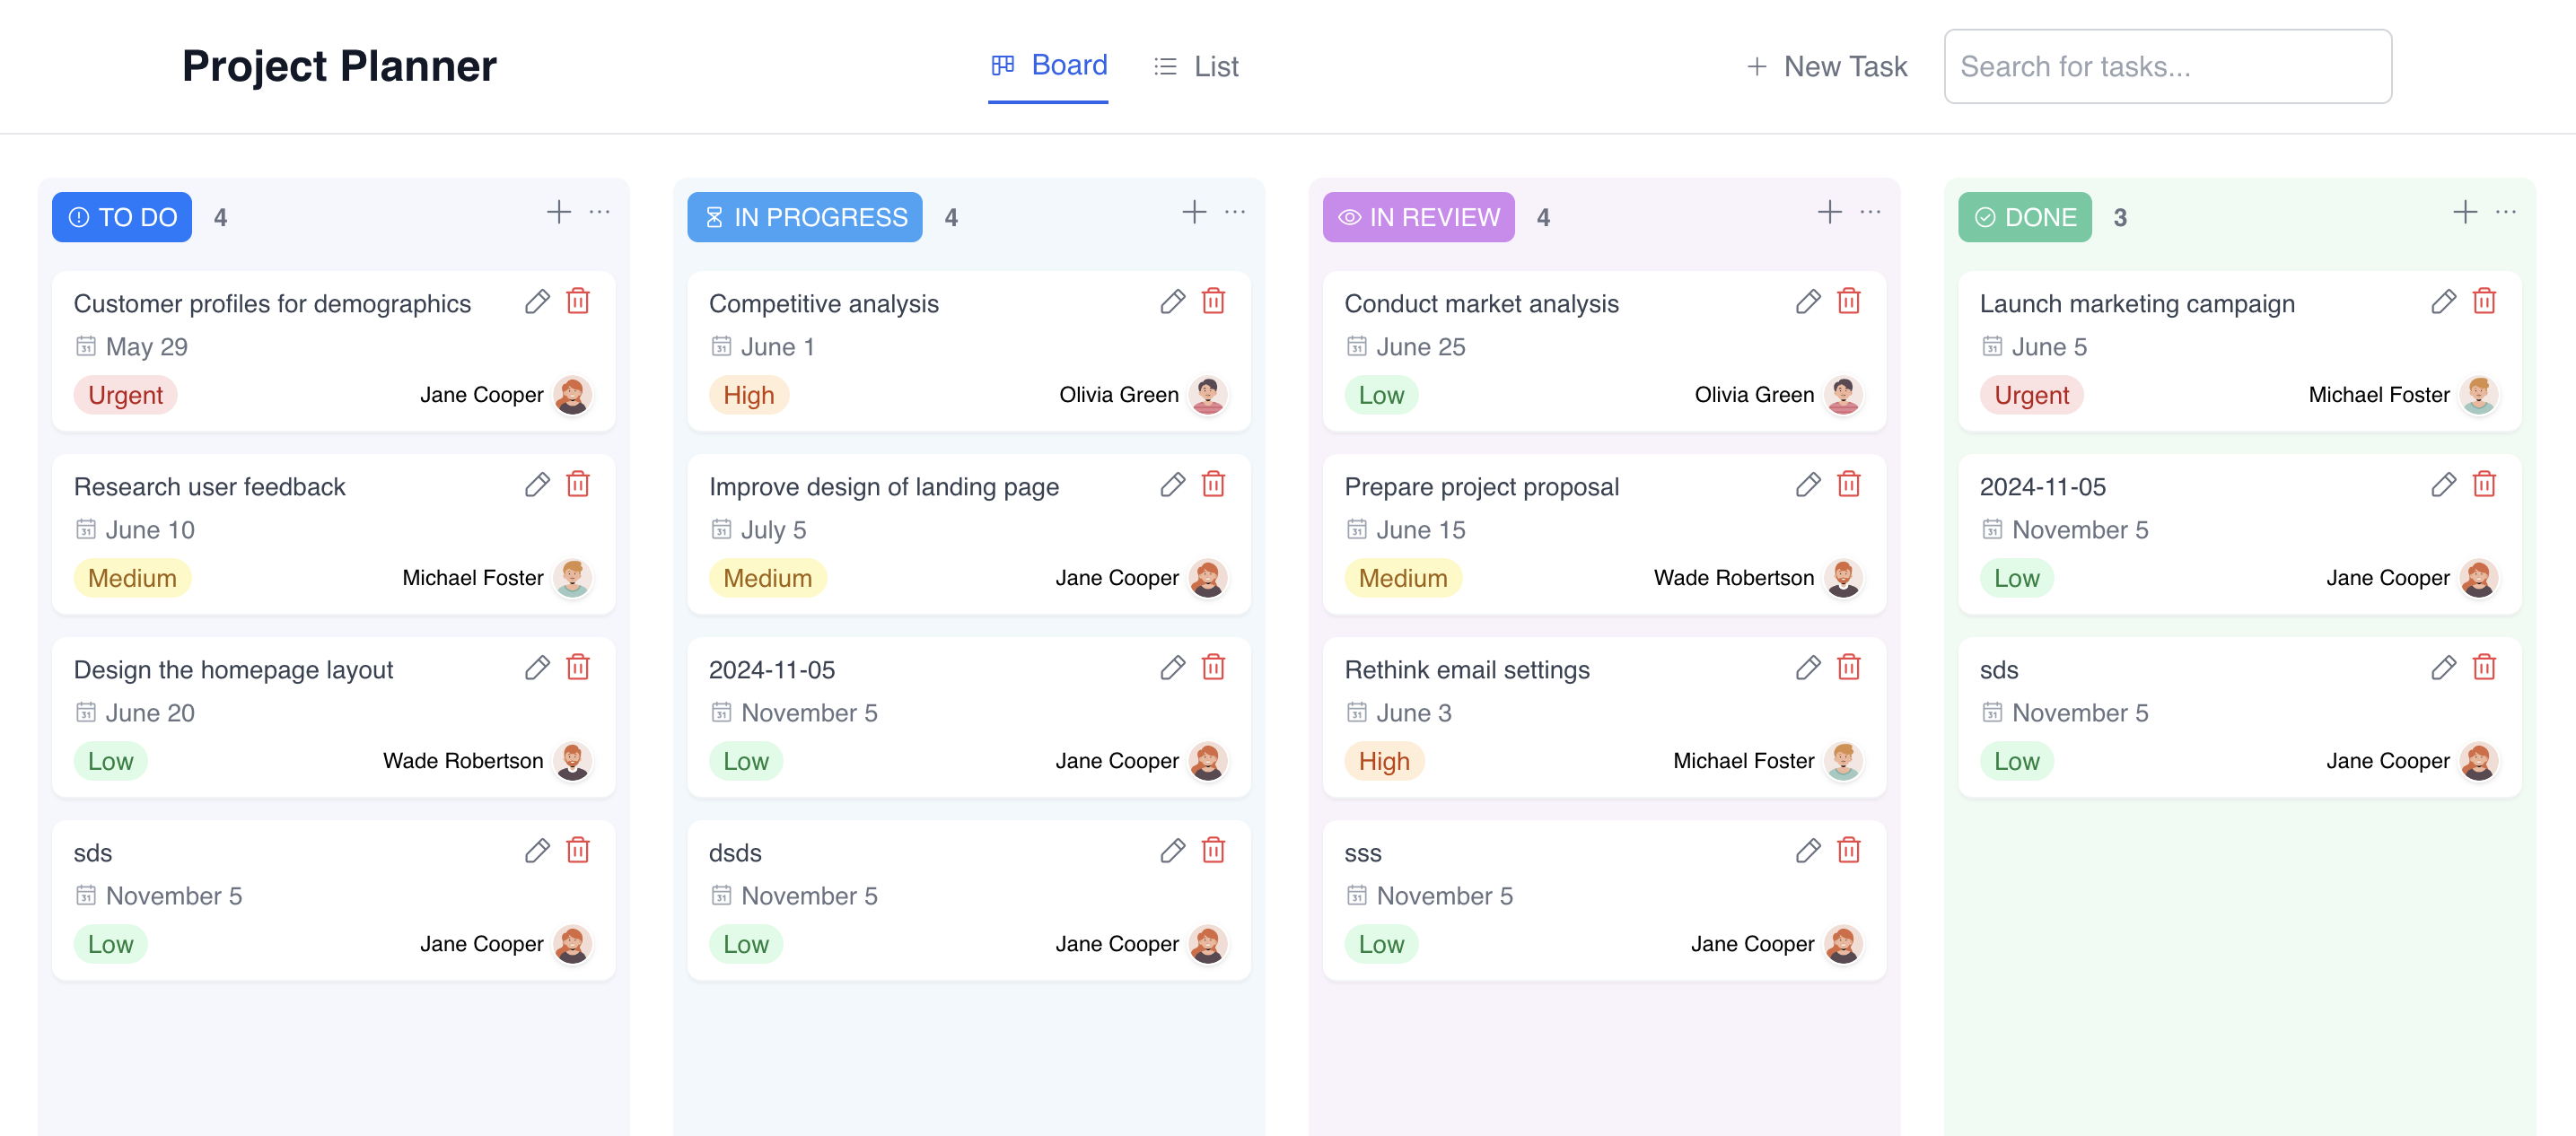 Project Planner
Board
List
New Task
Search for tasks...
TO DO 4
Customer profiles for demographics
May 29
Urgent Jane Cooper
Research user feedback
June 10
Medium Michael Foster
Design the homepage layout
June 20
Low Wade Robertson
sds
November 5
Low Jane Cooper
IN PROGRESS 4
Competitive analysis
June 1
High Olivia Green
Improve design of landing page
July 5
Medium Jane Cooper
2024-11-05
November 5
Low Jane Cooper
dsds
November 5
Low Jane Cooper
IN REVIEW 4
Conduct market analysis
June 25
Low Olivia Green
Prepare project proposal
June 15
Medium Wade Robertson
Rethink email settings
June 3
High Michael Foster
sss
November 5
Low Jane Cooper
DONE 3
Launch marketing campaign
June 5
Urgent Michael Foster
2024-11-05
November 5
Low Jane Cooper
sds
November 5
Low Jane Cooper